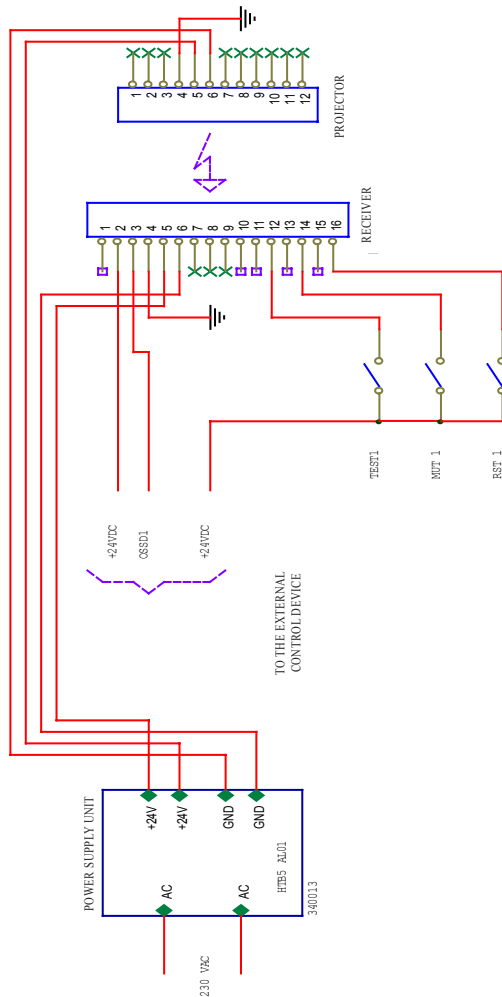 1
2
3
4
5
6
7
8
9
10
11
12
PROJECTOR
1
2
3
4
5
6
7
8
9
10
11
12
13
14
15
16
RECEIVER
TEST1
MUT 1
RST 1
+24VDC
OSSD1
+24VDC
TO THE EXTERNAL
CONTROL DEVICE
POWER SUPPLY UNIT
+24V
+24V
GND
GND
AC
AC
HTB5 AL01
340013
230 VAC